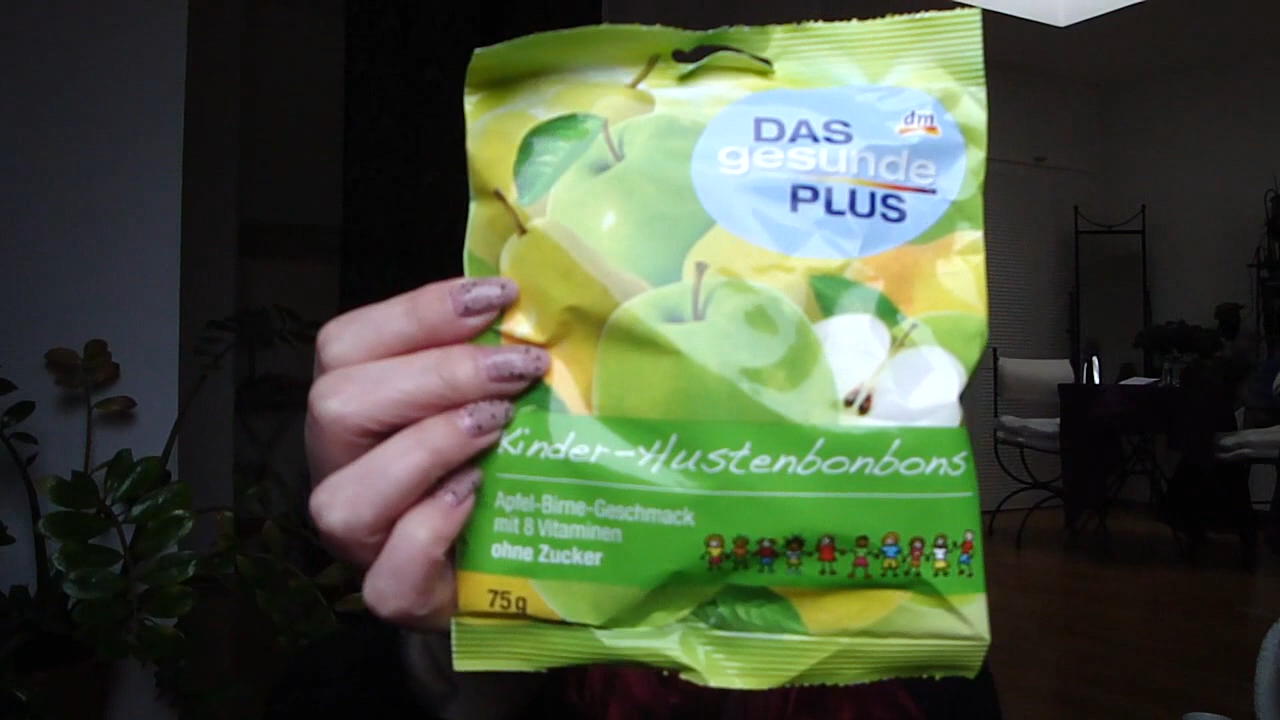 dm
DAS
gesunde
PLUS
Kinder-Hustenbonbons
Apfel-Birne-Geschmack
mit 8 Vitaminen
ohne Zucker
75g